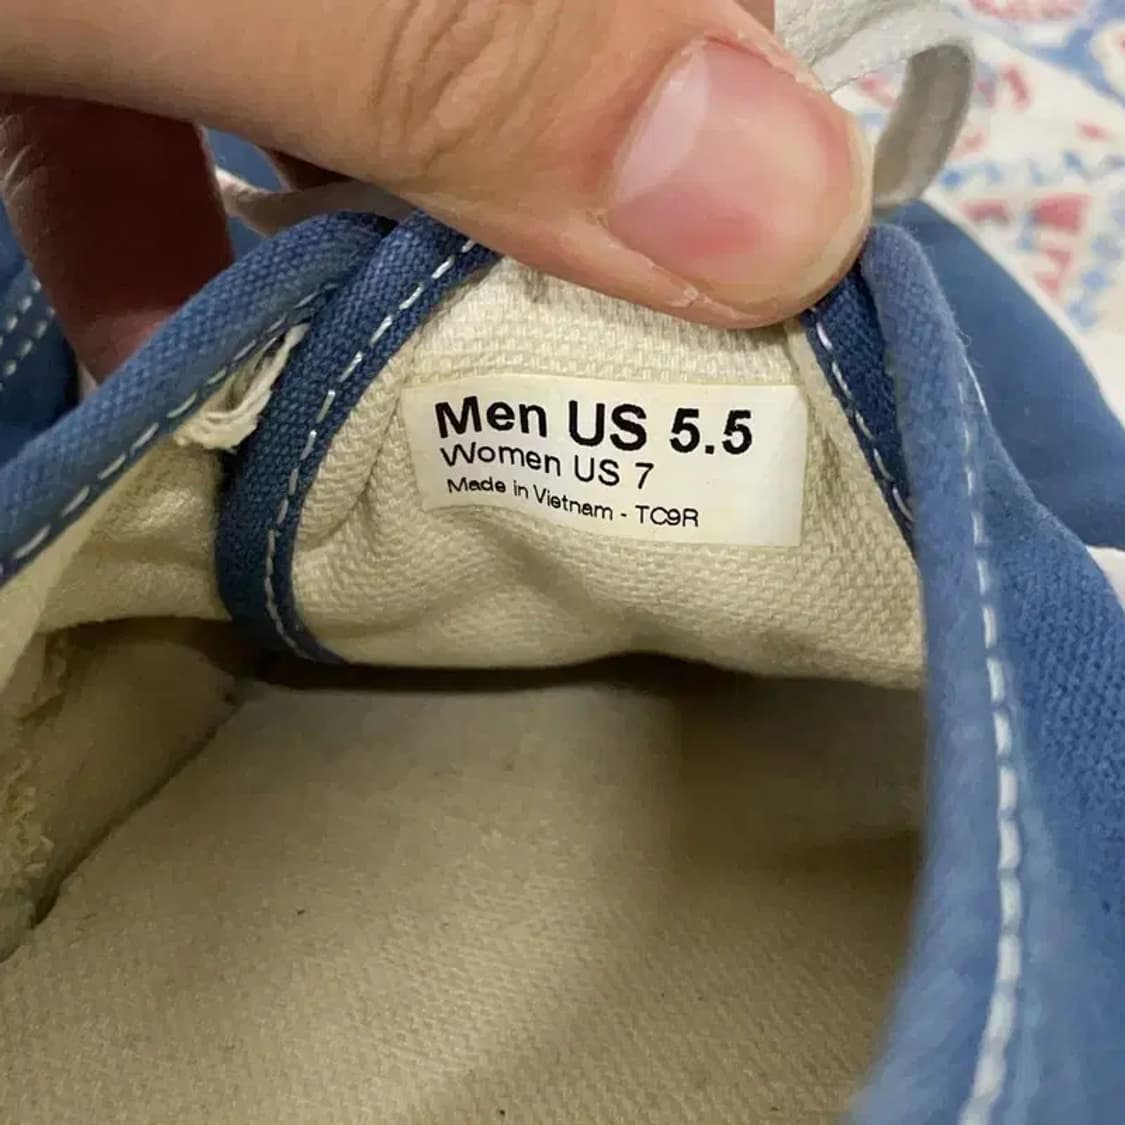 Men US 5.5
Women US 7
Made in Vietnam - TC9R